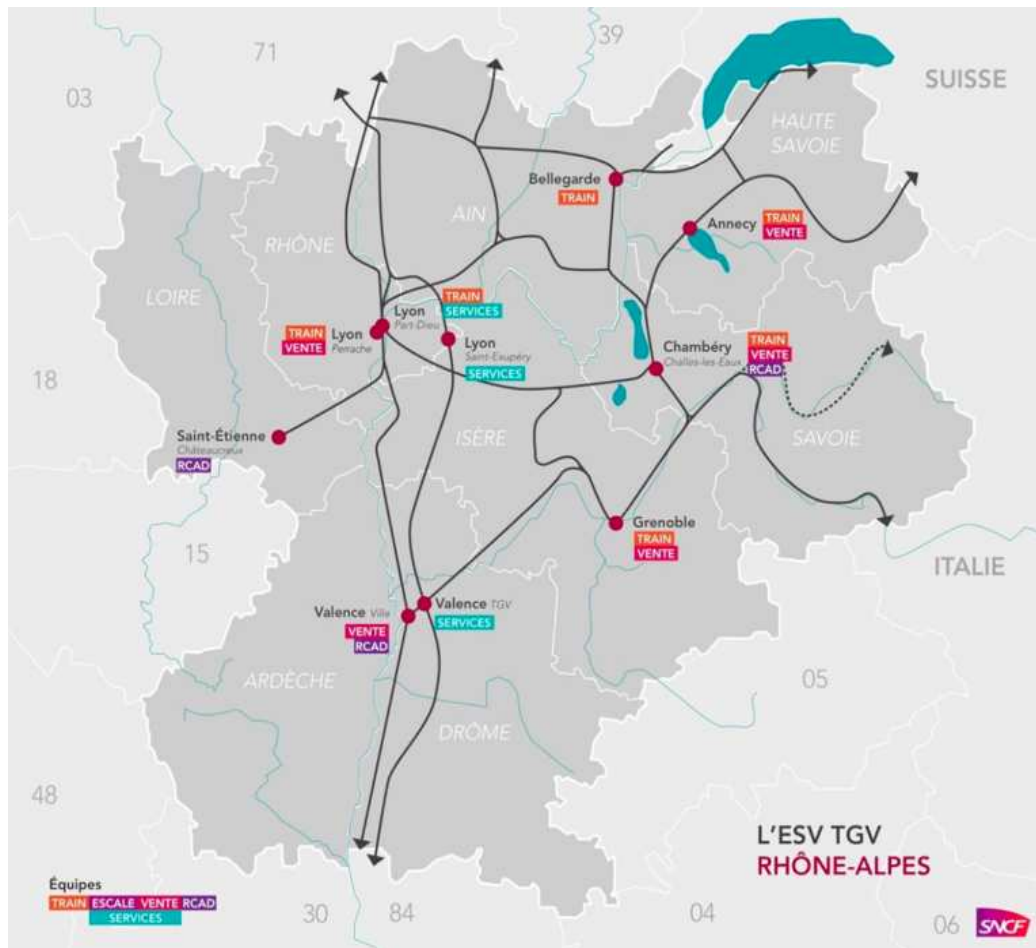 39
71
03
SUISSE
HAUTE
SAVOIE
Bellegarde
TRAIN
AIN
Annecy
TRAIN
VENTE
RHÔNE
LOIRE
TRAIN
SERVICES
Lyon
Part-Dieu
TRAIN
VENTE
Lyon
Perrache
Lyon
Saint-Exupéry
SERVICES
Chambéry
Challes-les-Eaux
TRAIN
VENTE
RCAD
18
Saint-Étienne
Châteaucreux
RCAD
ISÈRE
SAVOIE
Grenoble
TRAIN
VENTE
15
ITALIE
Valence Ville
VENTE
RCAD
Valence TGV
SERVICES
ARDÈCHE
05
DRÔME
48
L'ESV TGV
RHÔNE-ALPES
Équipes
TRAIN ESCALE VENTE RCAD
SERVICES
30
84
04
06
SNCF